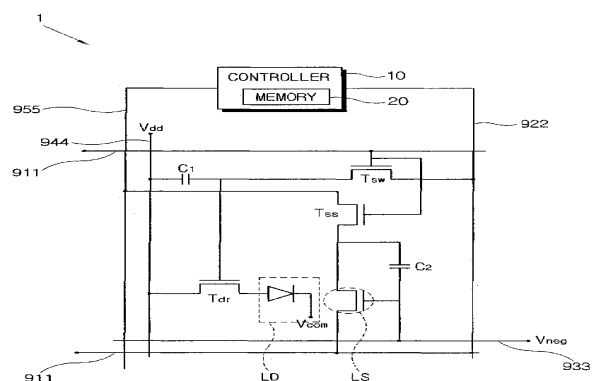 1
CONTROLLER
10
MEMORY
20
955
Vdd
944
922
911
C1
Tsw
Tss
C2
Tdr
Vcom
Vneg
911
LD
LS
933